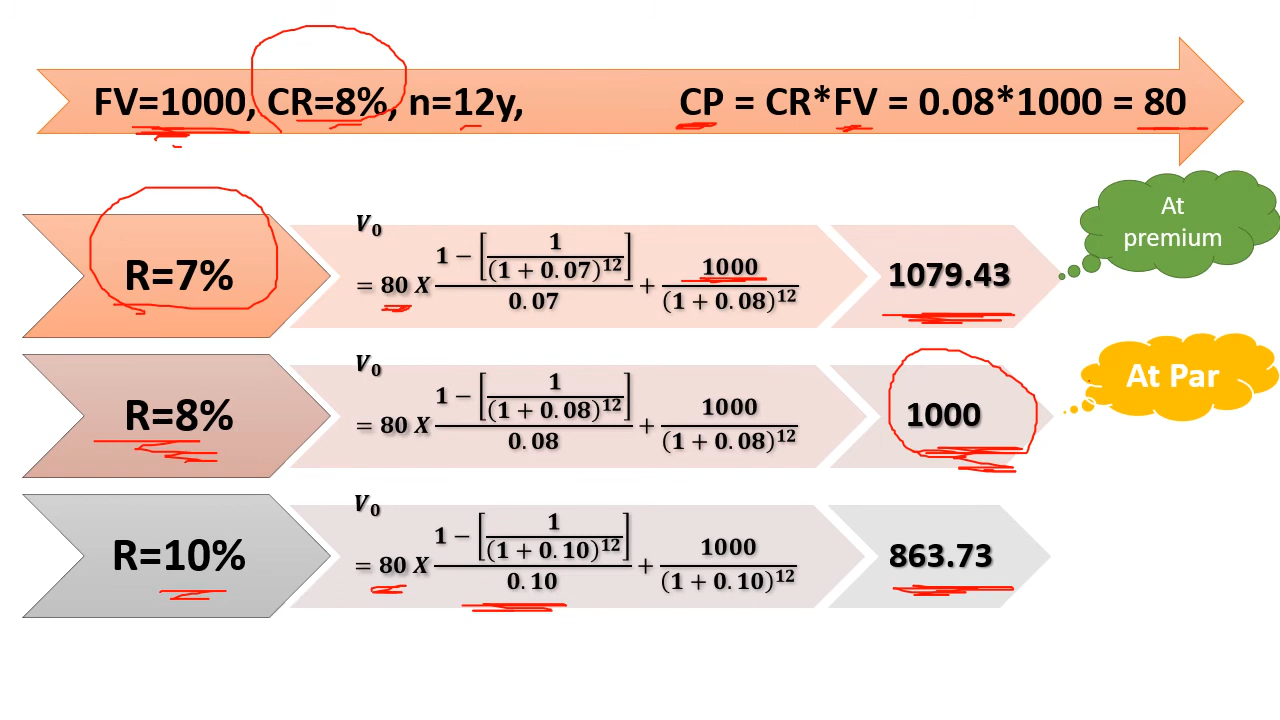 FV=1000, CR=8%, n=12y, CP = CR*FV = 0.08*1000 = 80
R=7%
V₀
= 80 X (1 − [1/(1 + 0.07)¹²])/0.07 + 1000/(1 + 0.08)¹²
1079.43
At
premium
R=8%
V₀
= 80 X (1 − [1/(1 + 0.08)¹²])/0.08 + 1000/(1 + 0.08)¹²
1000
At Par
R=10%
V₀
= 80 X (1 − [1/(1 + 0.10)¹²])/0.10 + 1000/(1 + 0.10)¹²
863.73